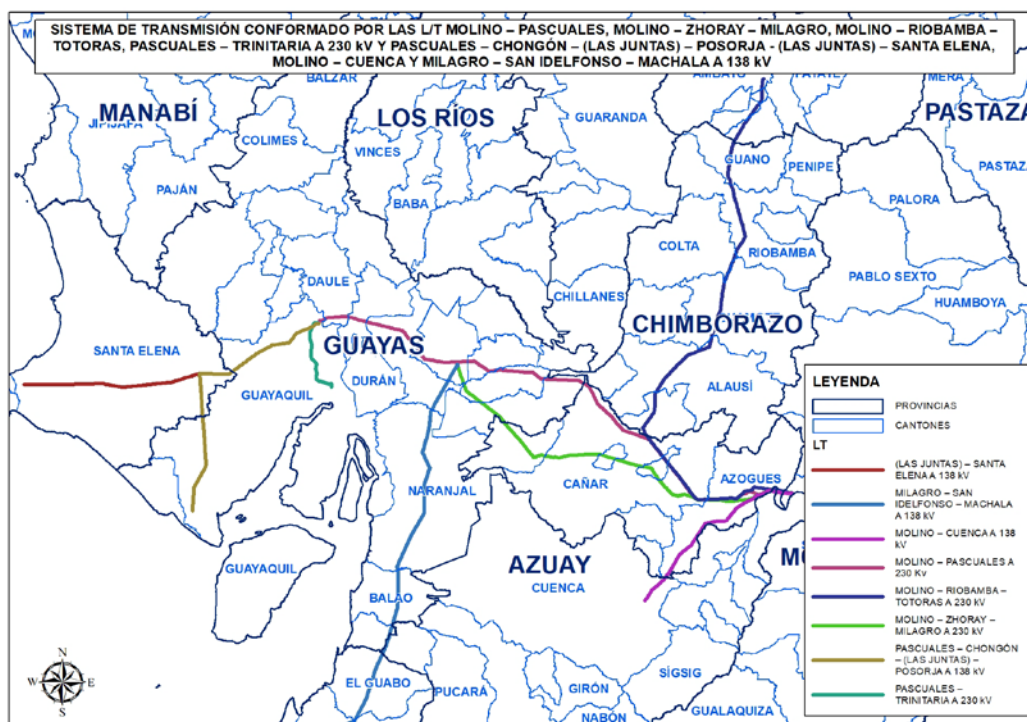 SISTEMA DE TRANSMISIÓN CONFORMADO POR LAS L/T MOLINO – PASCUALES, MOLINO – ZHORAY – MILAGRO, MOLINO – RIOBAMBA –
TOTORAS, PASCUALES – TRINITARIA A 230 kV Y PASCUALES – CHONGÓN – (LAS JUNTAS) – POSORJA - (LAS JUNTAS) – SANTA ELENA,
MOLINO – CUENCA Y MILAGRO – SAN IDELFONSO – MACHALA A 138 kV
BALZAR
AMBATO
MERA
MANABÍ
LOS RÍOS
GUARANDA
PASTAZA
JIPIJAPA
COLIMES
VINCES
GUANO
PENIPE
PASTAZ
PAJÁN
BABA
PALORA
COLTA
RIOBAMBA
DAULE
CHILLANES
PABLO SEXTO
HUAMBOYA
SANTA ELENA
GUAYAS
CHIMBORAZO
GUAYAQUIL
DURÁN
ALAUSÍ
NARANJAL
CAÑAR
AZOGUES
GUAYAQUIL
AZUAY
CUENCA
BALAO
EL GUABO
PUCARÁ
GIRÓN
SÍGSIG
NABÓN
GUALAQUIZA
N
W
E
S
LEYENDA
PROVINCIAS
CANTONES
LT
(LAS JUNTAS) – SANTA
ELENA A 138 kV
MILAGRO – SAN
IDELFONSO – MACHALA
A 138 kV
MOLINO – CUENCA A 138
kV
MOLINO – PASCUALES A
230 Kv
MOLINO – RIOBAMBA –
TOTORAS A 230 kV
MOLINO – ZHORAY –
MILAGRO A 230 kV
PASCUALES – CHONGÓN
– (LAS JUNTAS) –
POSORJA A 138 kV
PASCUALES –
TRINITARIA A 230 kV